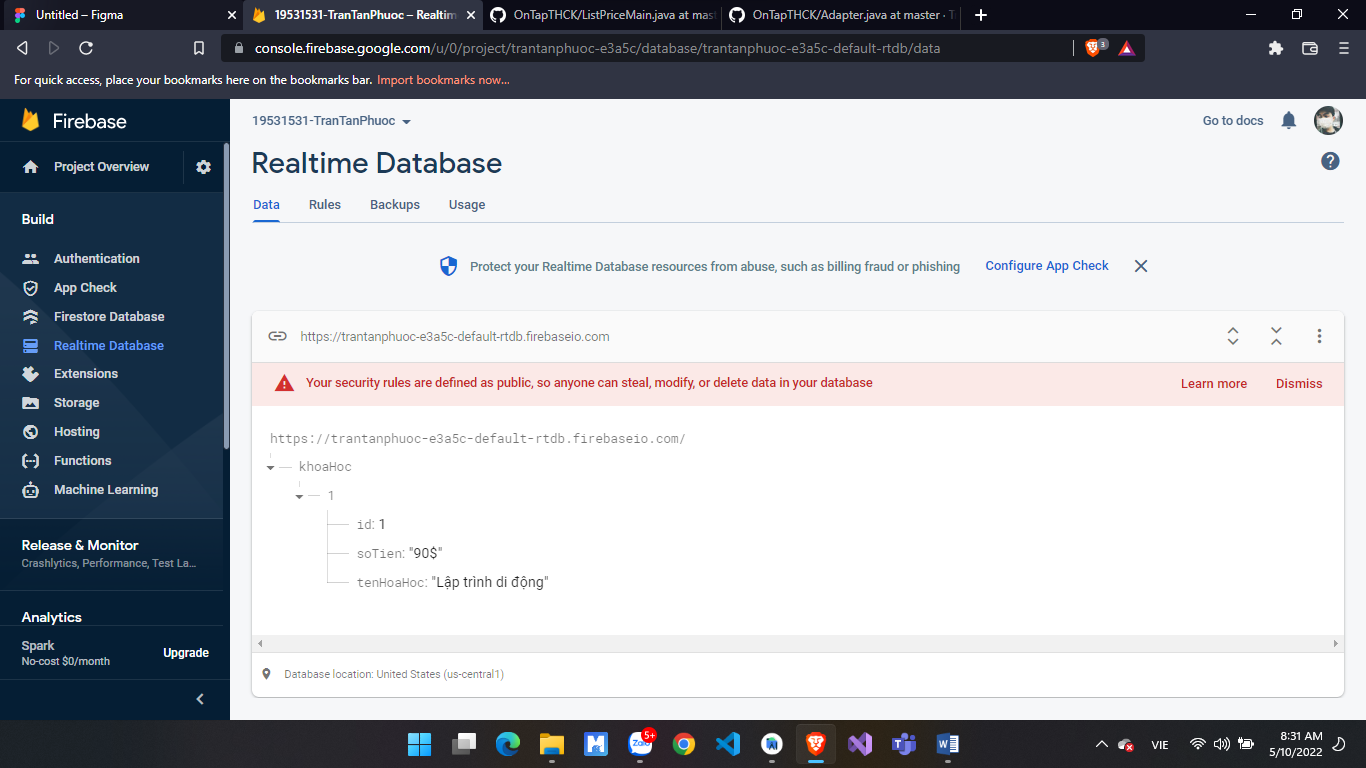 Untitled – Figma
19531531-TranTanPhuoc – Realtim
OnTapTHCK/ListPriceMain.java at mast
OnTapTHCK/Adapter.java at master · T
console.firebase.google.com/u/0/project/trantanphuoc-e3a5c/database/trantanphuoc-e3a5c-default-rtdb/data
3
For quick access, place your bookmarks here on the bookmarks bar. Import bookmarks now...
Firebase
19531531-TranTanPhuoc
Go to docs
Project Overview
Realtime Database
Data
Rules
Backups
Usage
Build
Authentication
App Check
Firestore Database
Realtime Database
Extensions
Storage
Hosting
Functions
Machine Learning
Release & Monitor
Crashlytics, Performance, Test La...
Analytics
Spark
No-cost $0/month
Upgrade
Protect your Realtime Database resources from abuse, such as billing fraud or phishing
Configure App Check
https://trantanphuoc-e3a5c-default-rtdb.firebaseio.com
Your security rules are defined as public, so anyone can steal, modify, or delete data in your database
Learn more
Dismiss
https://trantanphuoc-e3a5c-default-rtdb.firebaseio.com/
khoaHoc
1
id: 1
soTien: "90$"
tenHoaHoc: "Lập trình di động"
Database location: United States (us-central1)
Zalo
5+
VIE
8:31 AM
5/10/2022